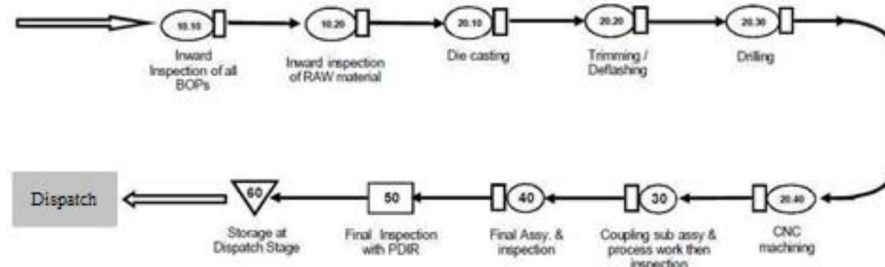 10.10
10.20
20.10
20.20
20.30
Inward
Inspection of all
BOPs
Inward inspection
of RAW material
Die casting
Trimming /
Deflashing
Drilling
Dispatch
60
50
40
30
20.40
Storage at
Dispatch Stage
Final Inspection
with PDIR
Final Assy. &
inspection
Coupling sub assy &
process work then
inspection
CNC
machining